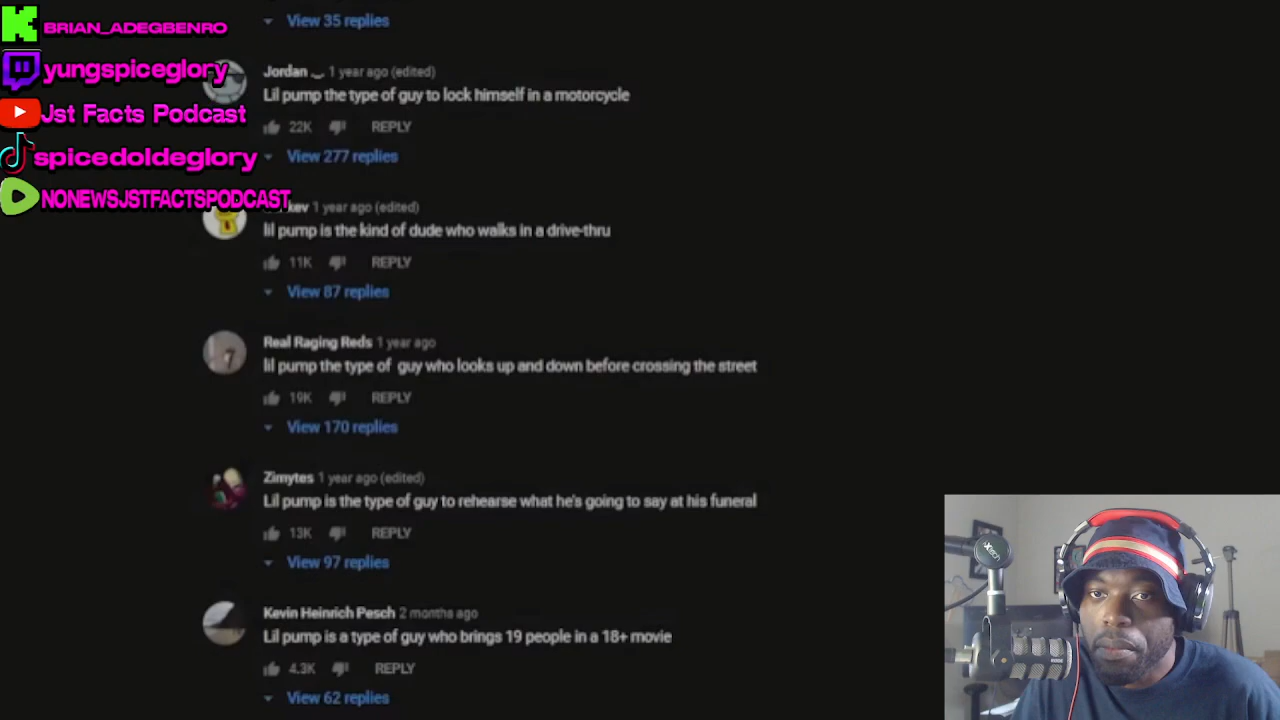 View 35 replies
BRIAN_ADEGBENRO
yungspiceglory
Jst Facts Podcast
spicedoldeglory
NONEWSJSTFACTSPODCAST
Jordan 1 year ago (edited)
Lil pump the type of guy to lock himself in a motorcycle
22K REPLY
View 277 replies
1 year ago (edited)
lil pump is the kind of dude who walks in a drive-thru
11K REPLY
View 87 replies
Real Raging Reds 1 year ago
lil pump the type of guy who looks up and down before crossing the street
19K REPLY
View 170 replies
Zimytes 1 year ago (edited)
Lil pump is the type of guy to rehearse what he's going to say at his funeral
13K REPLY
View 97 replies
Kevin Heinrich Pesch 2 months ago
Lil pump is a type of guy who brings 19 people in a 18+ movie
4.3K REPLY
View 62 replies